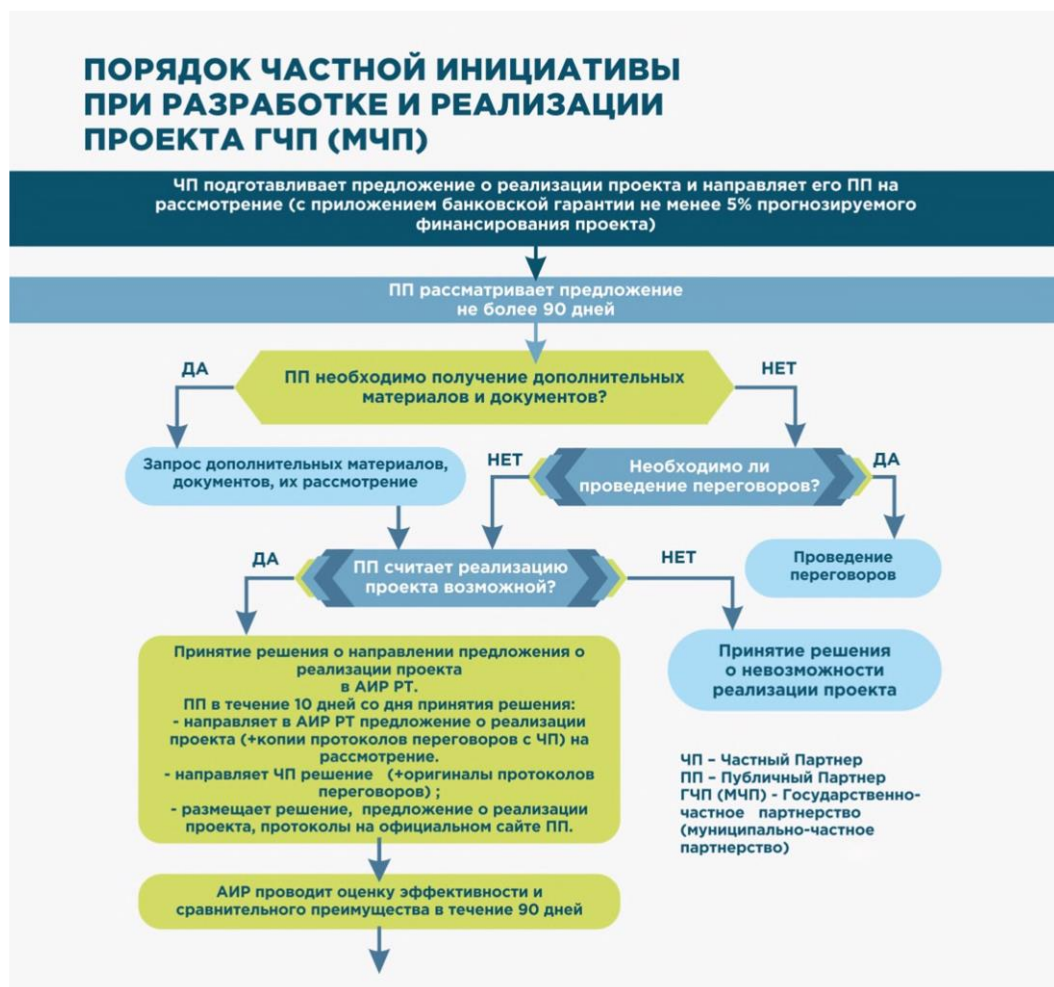 ПОРЯДОК ЧАСТНОЙ ИНИЦИАТИВЫ
ПРИ РАЗРАБОТКЕ И РЕАЛИЗАЦИИ
ПРОЕКТА ГЧП (МЧП)
ЧП подготавливает предложение о реализации проекта и направляет его ПП на
рассмотрение (с приложением банковской гарантии не менее 5% прогнозируемого
финансирования проекта)
ПП рассматривает предложение
не более 90 дней
ДА
ПП необходимо получение дополнительных
материалов и документов?
НЕТ
Запрос дополнительных материалов,
документов, их рассмотрение
НЕТ
Необходимо ли
проведение переговоров?
ДА
Проведение
переговоров
ДА
ПП считает реализацию
проекта возможной?
НЕТ
Принятие решения о направлении предложения о
реализации проекта
в АИР РТ.
ПП в течение 10 дней со дня принятия решения:
- направляет в АИР РТ предложение о реализации
проекта (+копии протоколов переговоров с ЧП) на
рассмотрение.
- направляет ЧП решение (+оригиналы протоколов
переговоров) ;
- размещает решение, предложение о реализации
проекта, протоколы на официальном сайте ПП.
Принятие решения
о невозможности
реализации проекта
ЧП – Частный Партнер
ПП – Публичный Партнер
ГЧП (МЧП) - Государственно-
частное партнерство
(муниципально-частное
партнерство)
АИР проводит оценку эффективности и
сравнительного преимущества в течение 90 дней